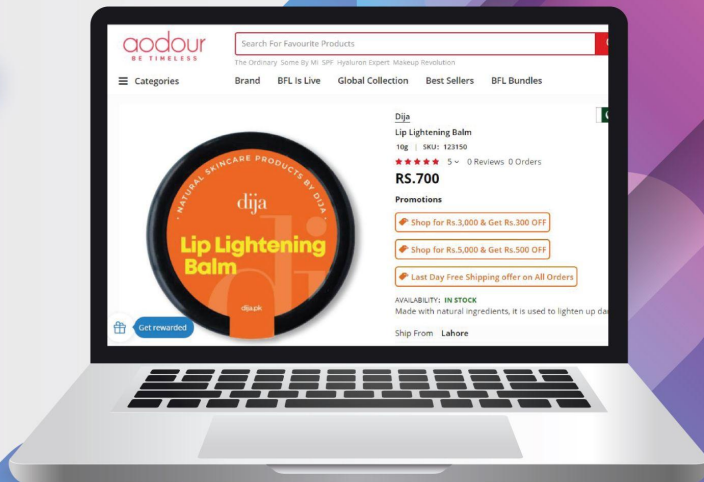 aodour
BE TIMELESS
Search For Favourite Products
The Ordinary Some By Mi SPF Hyaluron Expert Makeup Revolution
Categories
Brand BFL Is Live Global Collection Best Sellers BFL Bundles
Dija
Lip Lightening Balm
10g | SKU: 123150
5 0 Reviews 0 Orders
RS.700
Promotions
Shop for Rs.3,000 & Get Rs.300 OFF
Shop for Rs.5,000 & Get Rs.500 OFF
Last Day Free Shipping offer on All Orders
AVAILABILITY: IN STOCK
Made with natural ingredients, it is used to lighten up
Ship From Lahore
NATURAL SKINCARE PRODUCTS BY DIJA
dija
Lip Lightening
Balm
dija.pk
Get rewarded